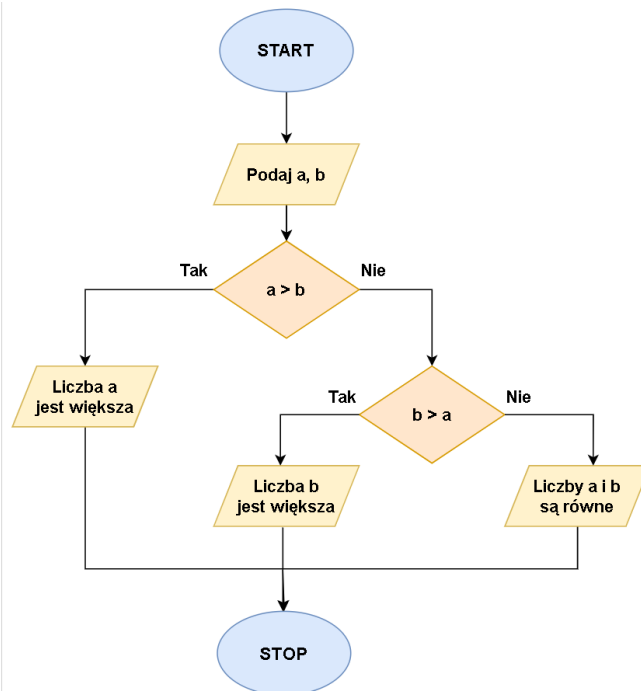 START
Podaj a, b
Tak
Nie
a > b
Liczba a
jest większa
Tak
Nie
b > a
Liczba b
jest większa
Liczby a i b
są równe
STOP